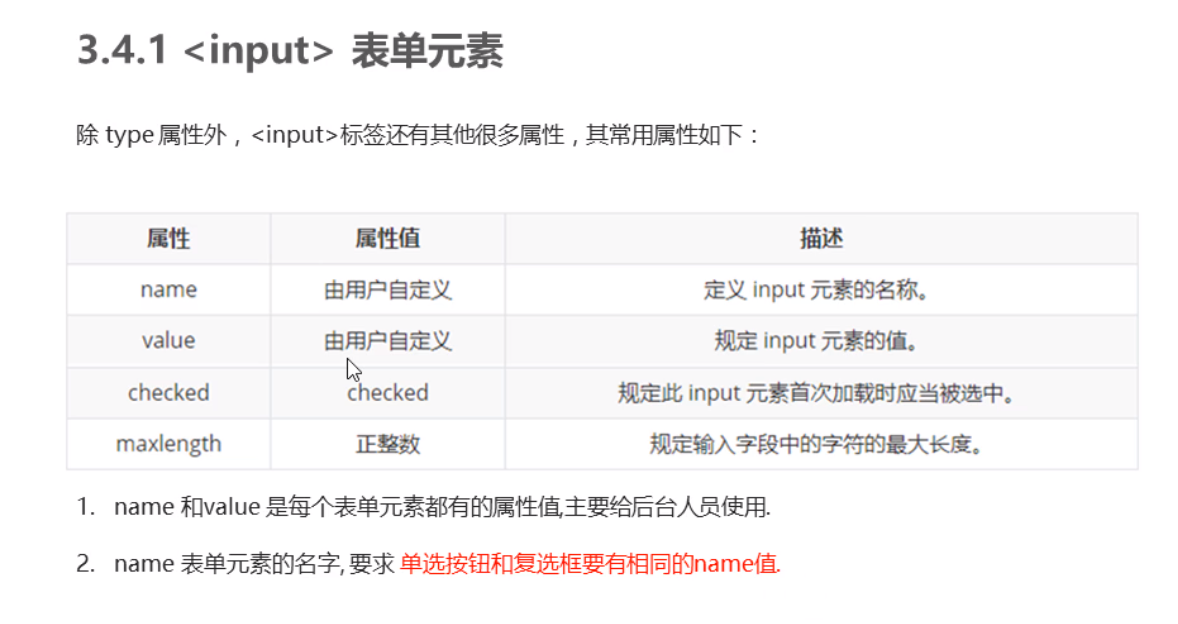 3.4.1 <input> 表单元素
除 type 属性外，<input>标签还有其他很多属性，其常用属性如下：
属性 属性值 描述
name 由用户自定义 定义 input 元素的名称。
value 由用户自定义 规定 input 元素的值。
checked checked 规定此 input 元素首次加载时应当被选中。
maxlength 正整数 规定输入字段中的字符的最大长度。
1. name 和value 是每个表单元素都有的属性值,主要给后台人员使用.
2. name 表单元素的名字, 要求 单选按钮和复选框要有相同的name值.